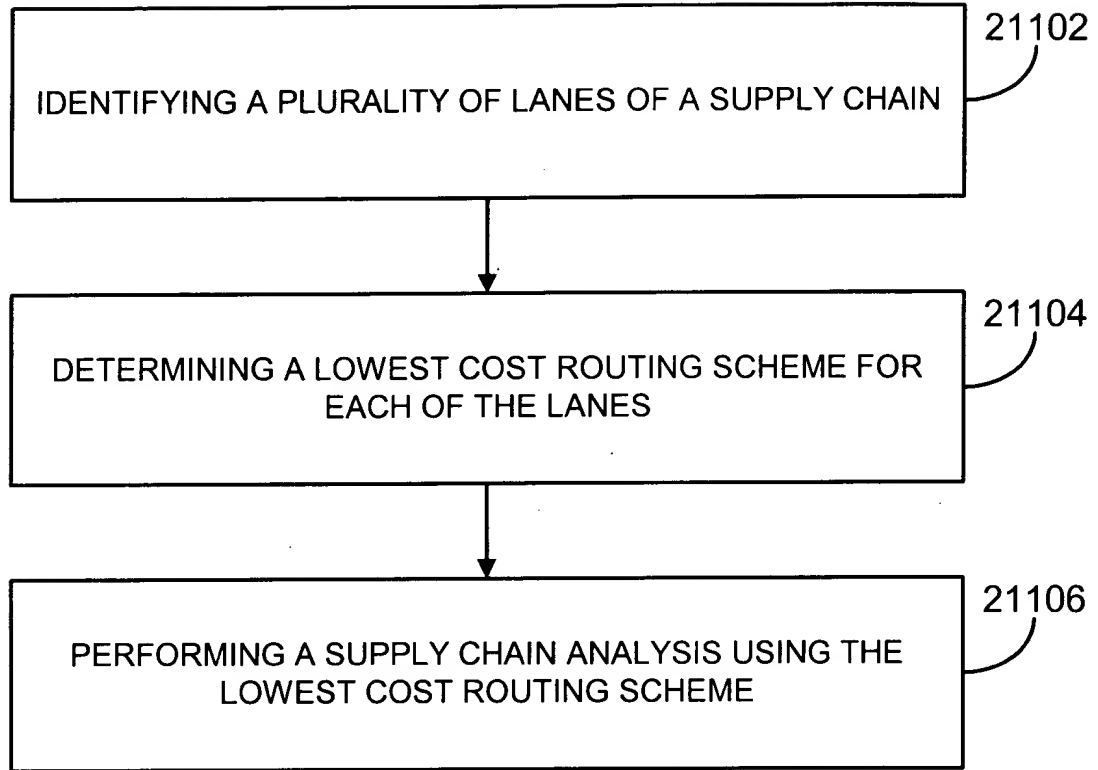 21102
IDENTIFYING A PLURALITY OF LANES OF A SUPPLY CHAIN
21104
DETERMINING A LOWEST COST ROUTING SCHEME FOR
EACH OF THE LANES
21106
PERFORMING A SUPPLY CHAIN ANALYSIS USING THE
LOWEST COST ROUTING SCHEME